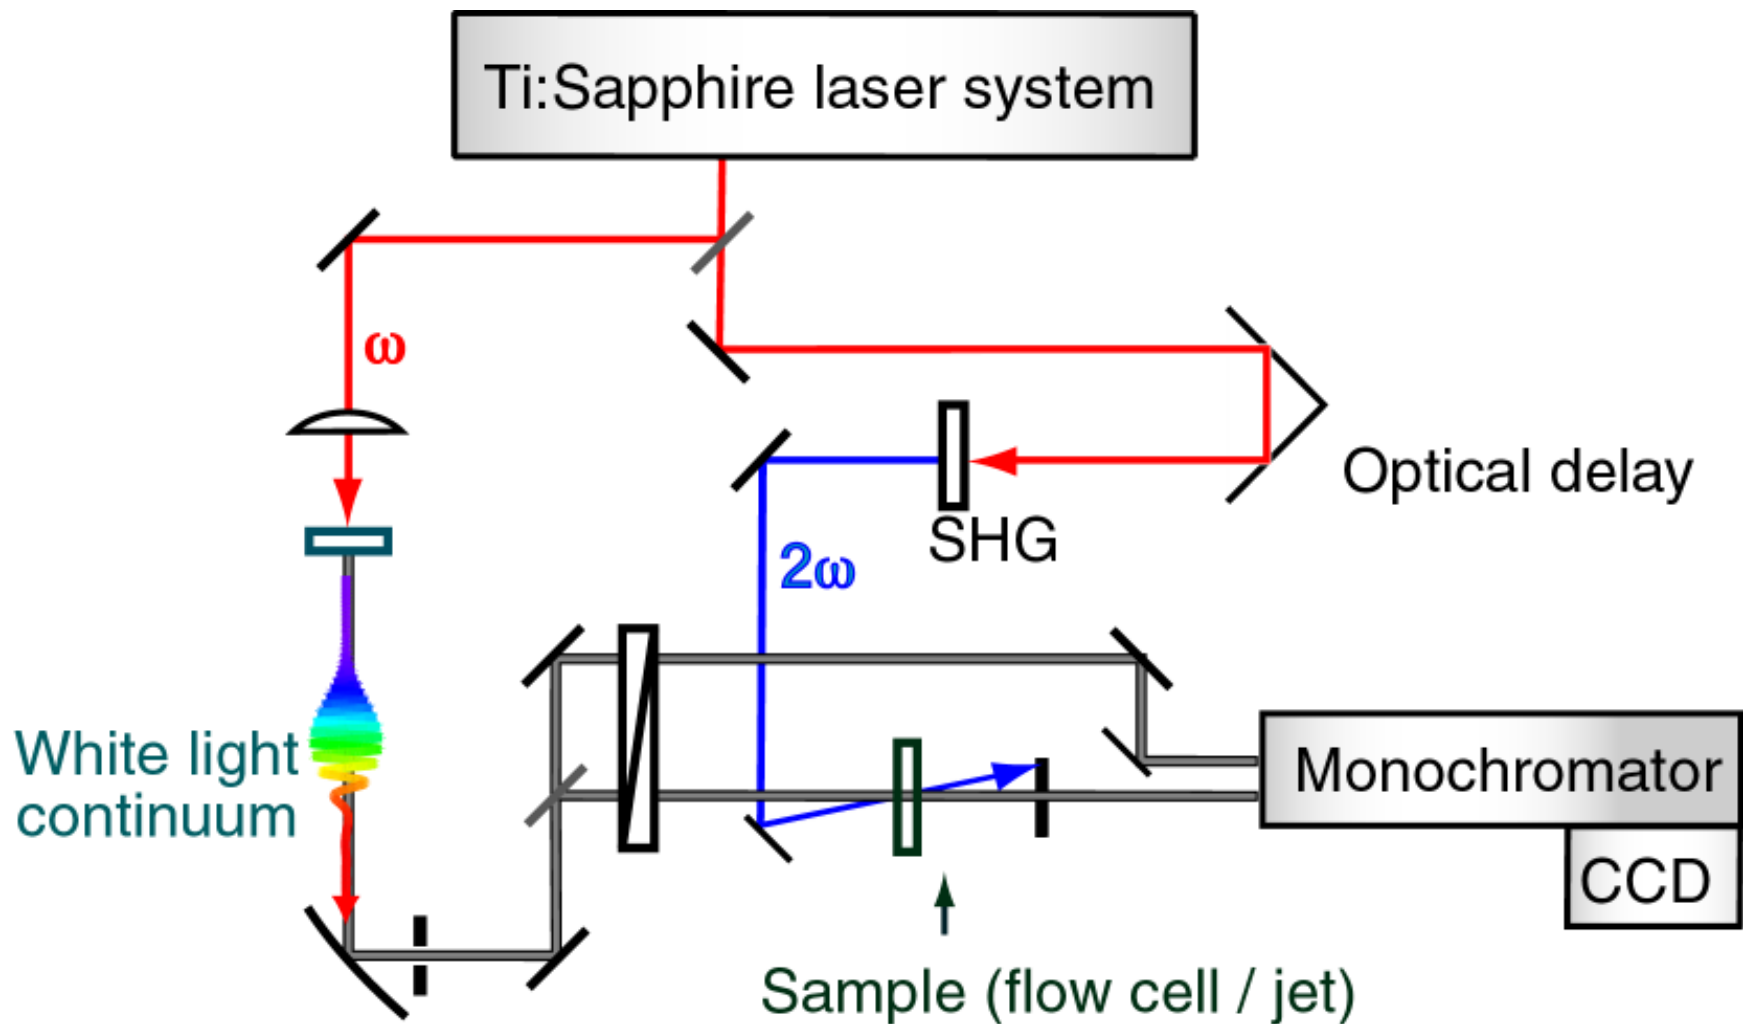 Ti:Sapphire laser system
ω
Optical delay
SHG
2ω
White light
continuum
Monochromator
CCD
Sample (flow cell / jet)